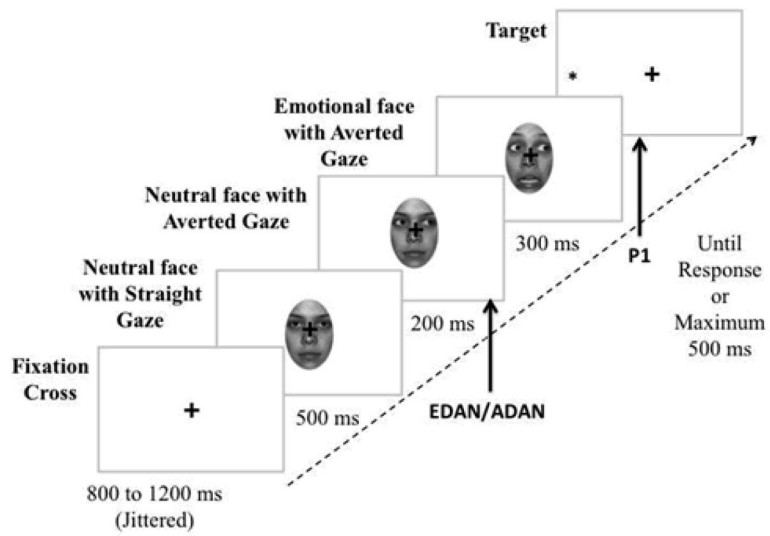 Target
*
+
Emotional face
with Averted
Gaze
+
Neutral face with
Averted Gaze
+
300 ms
P1
Until
Response
or
Maximum
500 ms
Neutral face
with Straight
Gaze
+
200 ms
EDAN/ADAN
Fixation
Cross
+
500 ms
800 to 1200 ms
(Jittered)